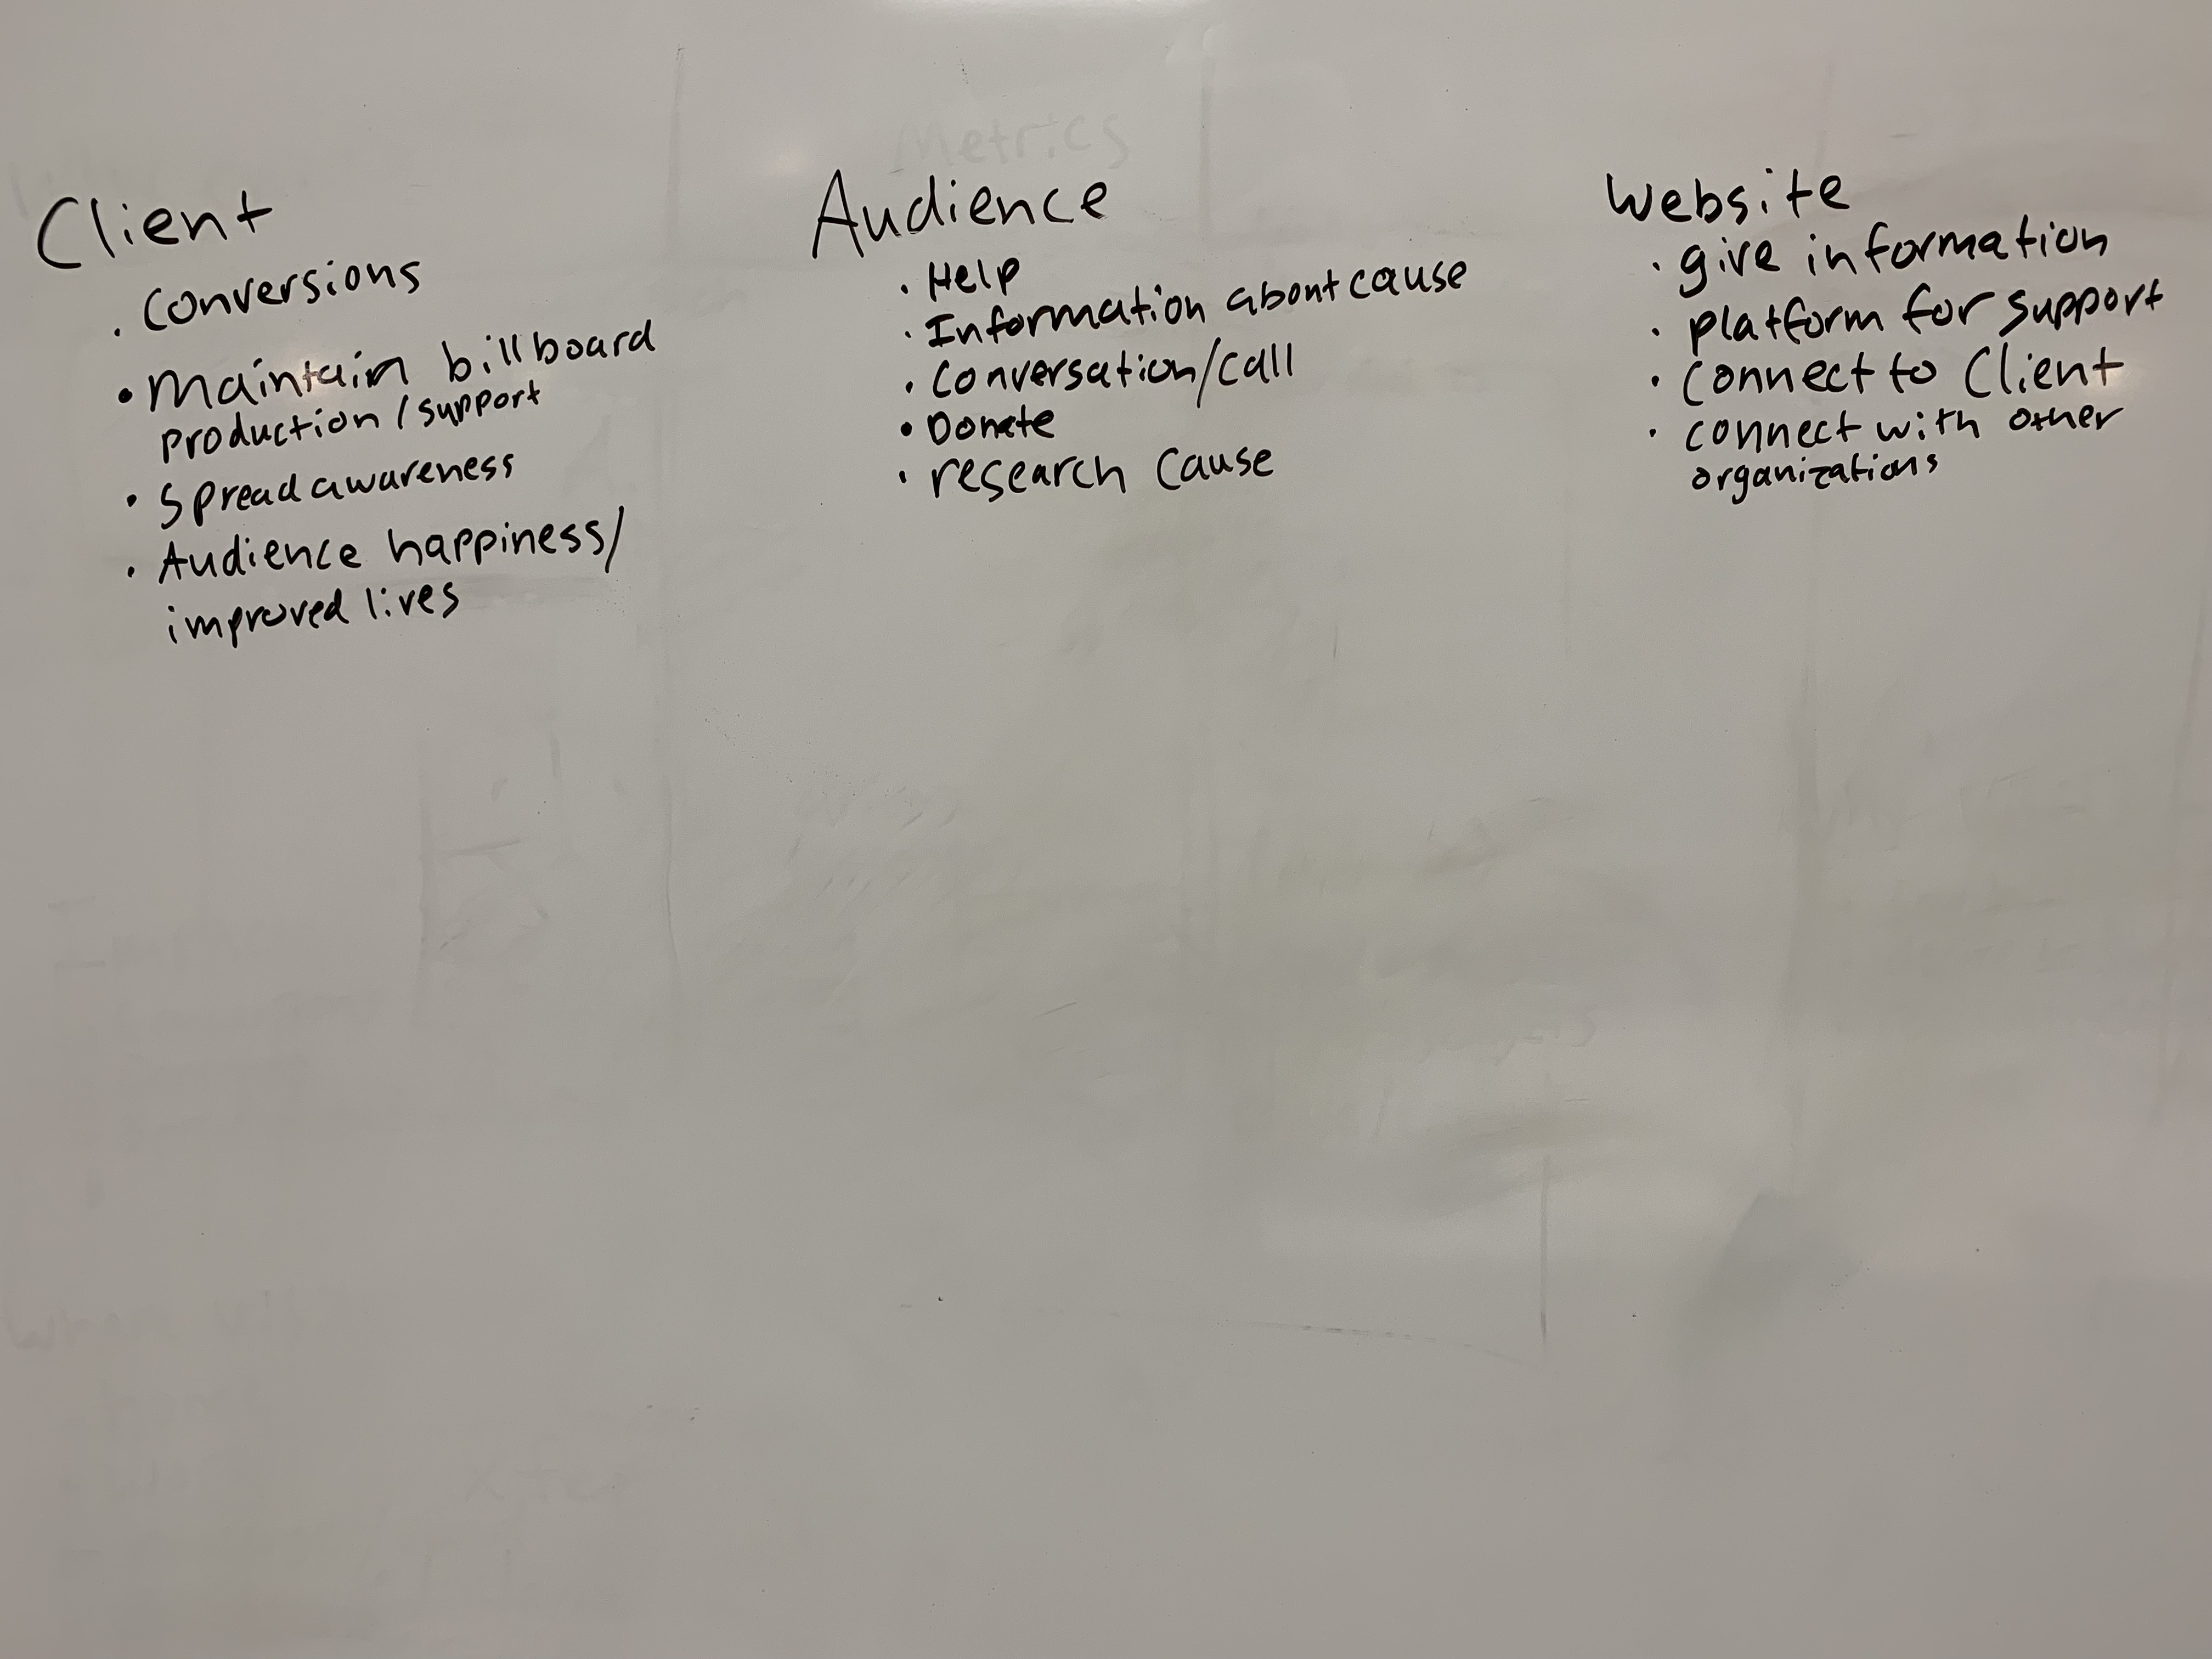 Metrics
Client
. Conversions
• Maintain billboard
production / support
• Spread awareness
• Audience happiness/
improved lives
Audience
• Help
• Information about cause
• Conversation/call
• Donate
• research cause
Website
• give information
• platform for support
• Connect to Client
• connect with other
organizations